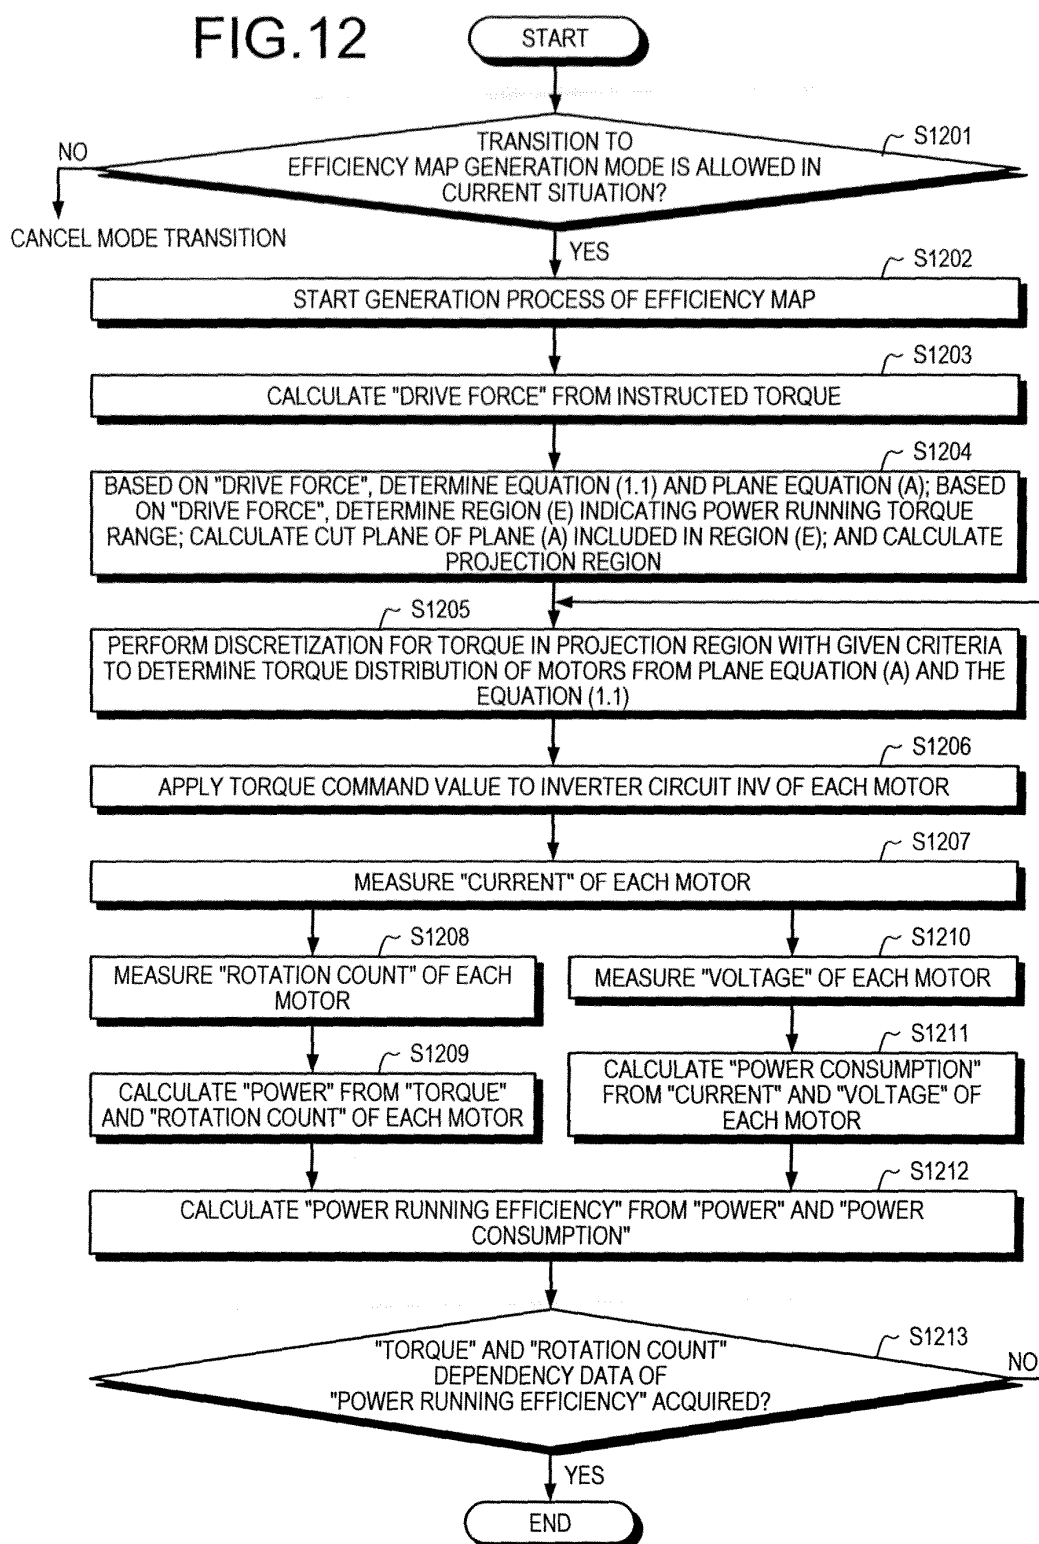 FIG.12
START
S1201
TRANSITION TO
EFFICIENCY MAP GENERATION MODE IS ALLOWED IN
CURRENT SITUATION?
NO
CANCEL MODE TRANSITION
YES
S1202
START GENERATION PROCESS OF EFFICIENCY MAP
S1203
CALCULATE "DRIVE FORCE" FROM INSTRUCTED TORQUE
S1204
BASED ON "DRIVE FORCE", DETERMINE EQUATION (1.1) AND PLANE EQUATION (A); BASED
ON "DRIVE FORCE", DETERMINE REGION (E) INDICATING POWER RUNNING TORQUE
RANGE; CALCULATE CUT PLANE OF PLANE (A) INCLUDED IN REGION (E); AND CALCULATE
PROJECTION REGION
S1205
PERFORM DISCRETIZATION FOR TORQUE IN PROJECTION REGION WITH GIVEN CRITERIA
TO DETERMINE TORQUE DISTRIBUTION OF MOTORS FROM PLANE EQUATION (A) AND THE
EQUATION (1.1)
S1206
APPLY TORQUE COMMAND VALUE TO INVERTER CIRCUIT INV OF EACH MOTOR
S1207
MEASURE "CURRENT" OF EACH MOTOR
S1208
MEASURE "ROTATION COUNT" OF EACH
MOTOR
S1209
CALCULATE "POWER" FROM "TORQUE"
AND "ROTATION COUNT" OF EACH MOTOR
S1210
MEASURE "VOLTAGE" OF EACH MOTOR
S1211
CALCULATE "POWER CONSUMPTION"
FROM "CURRENT" AND "VOLTAGE" OF
EACH MOTOR
S1212
CALCULATE "POWER RUNNING EFFICIENCY" FROM "POWER" AND "POWER
CONSUMPTION"
S1213
"TORQUE" AND "ROTATION COUNT"
DEPENDENCY DATA OF
"POWER RUNNING EFFICIENCY" ACQUIRED?
NO
YES
END